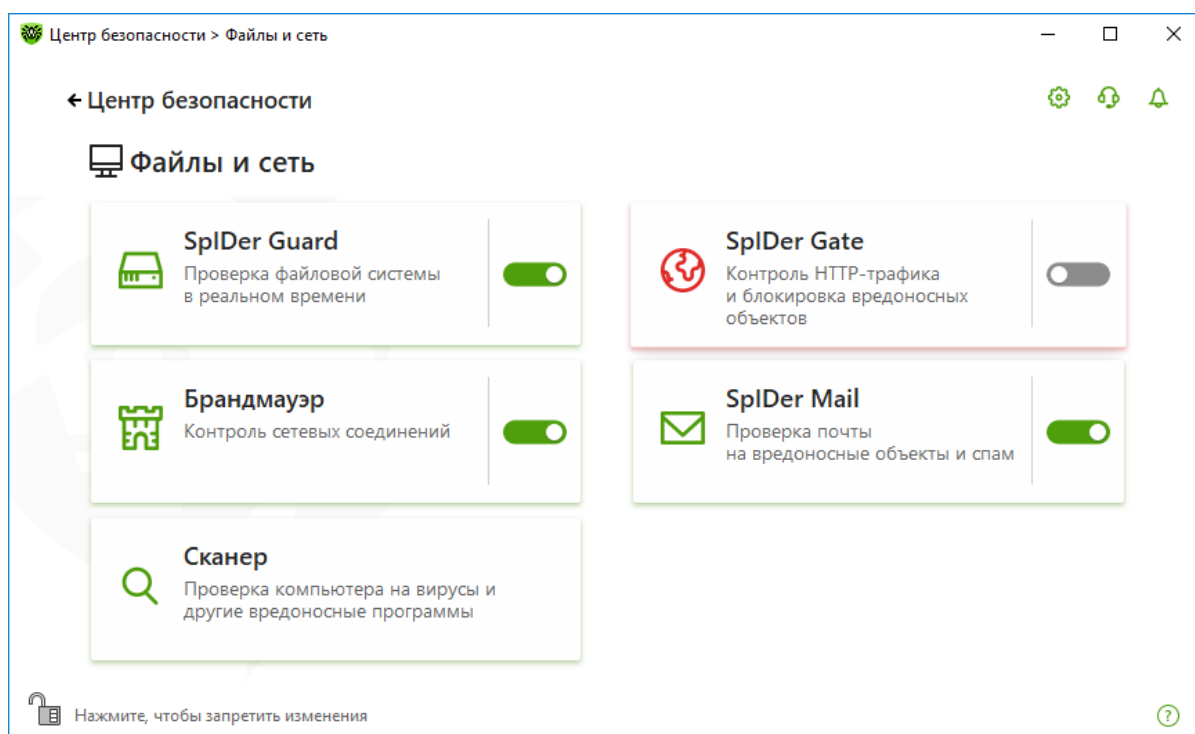 Центр безопасности > Файлы и сеть
Центр безопасности
Файлы и сеть
SpIDer Guard
Проверка файловой системы
в реальном времени
SpIDer Gate
Контроль HTTP-трафика
и блокировка вредоносных
объектов
Брандмауэр
Контроль сетевых соединений
SpIDer Mail
Проверка почты
на вредоносные объекты и спам
Сканер
Проверка компьютера на вирусы и
другие вредоносные программы
Нажмите, чтобы запретить изменения
?